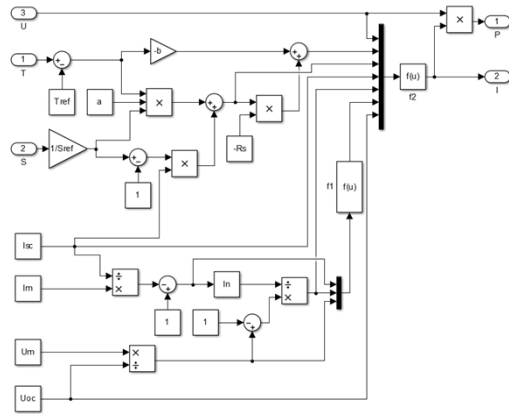 3
U
×
1
P
1
T
+
-
-b
+
+
f(u)
f2
2
I
Tref
a
×
+
+
×
-Rs
2
S
1/Sref
+
-
×
1
f1
f(u)
Isc
Im
÷
×
-
+
ln
÷
×
1
1
-
+
Um
×
÷
Uoc